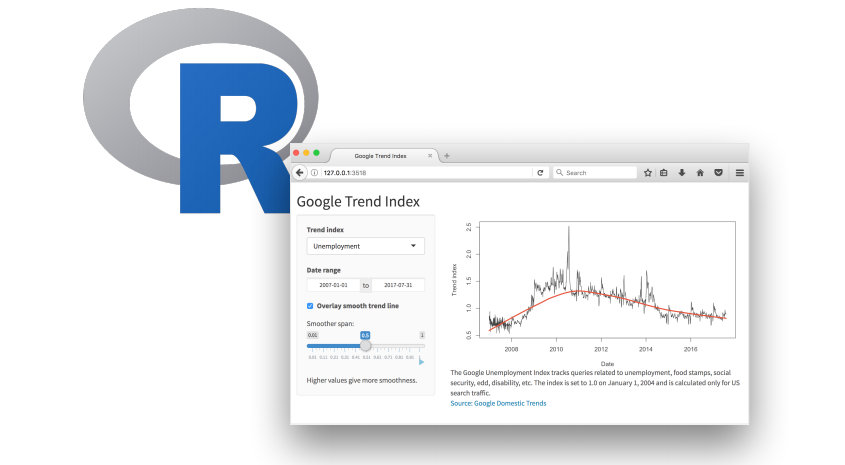 R
Google Trend Index
127.0.0.1:3518
Search
Google Trend Index
Trend index
Unemployment
Date range
2007-01-01 to 2017-07-31
Overlay smooth trend line
Smoother span:
0.01 0.5 1
0.01 0.11 0.21 0.31 0.41 0.51 0.61 0.71 0.81 0.91
Higher values give more smoothness.
Trend index
2.5
2.0
1.5
1.0
0.5
2008 2010 2012 2014 2016
Date
The Google Unemployment Index tracks queries related to unemployment, food stamps, social
security, edd, disability, etc. The index is set to 1.0 on January 1, 2004 and is calculated only for US
search traffic.
Source: Google Domestic Trends